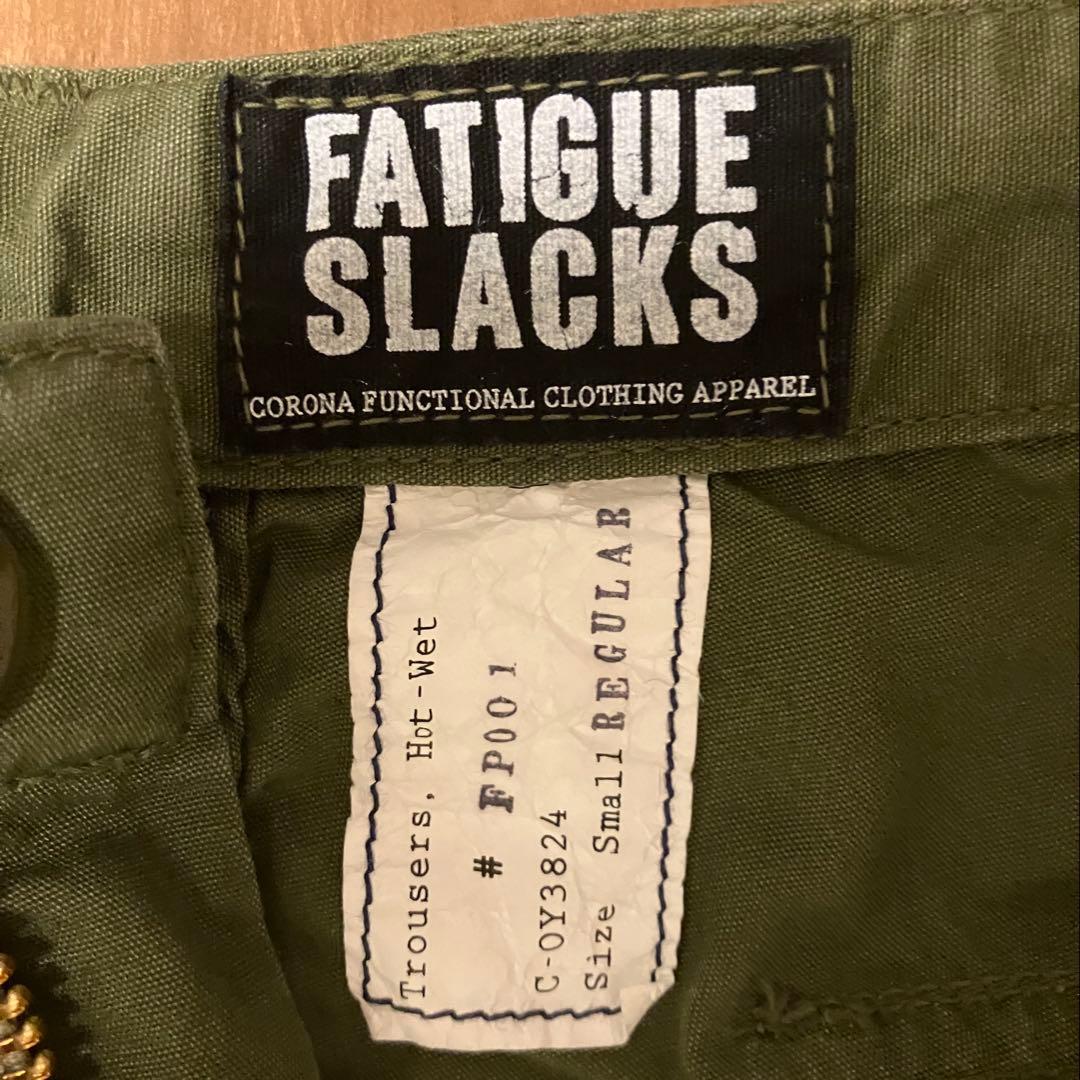 FATIGUE
SLACKS
CORONA FUNCTIONAL CLOTHING APPAREL
Trousers, Hot-Wet
# FP001
C-OY3824
Size Small REGULAR